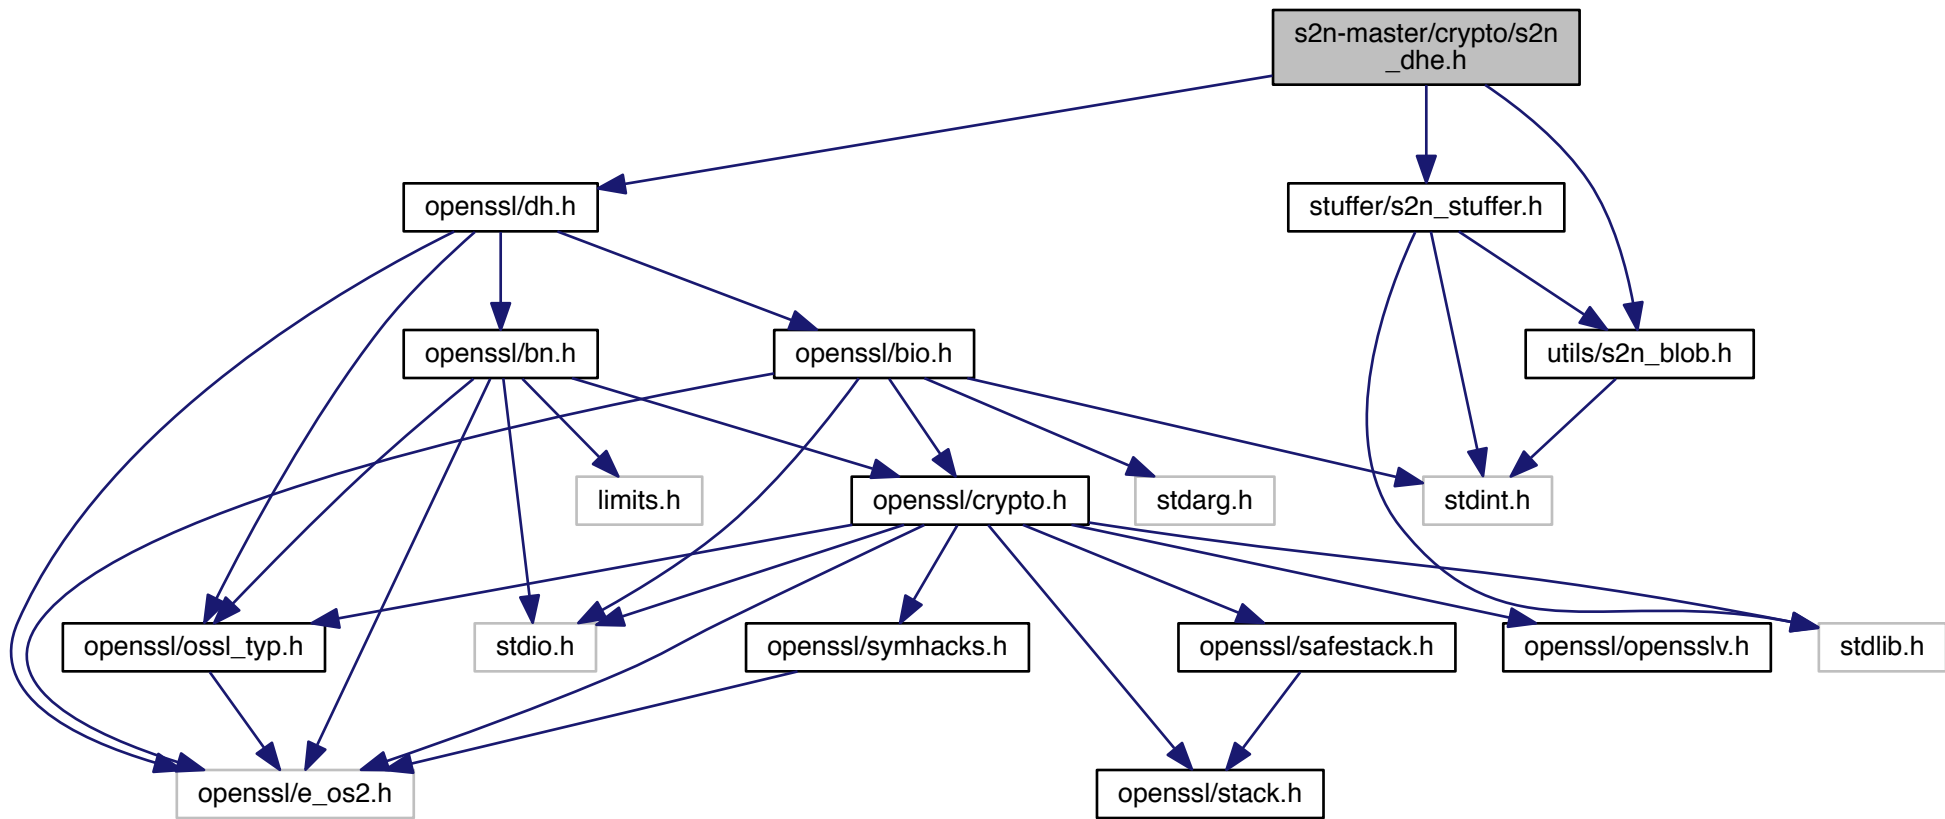 s2n-master/crypto/s2n
_dhe.h
openssl/dh.h
stuffer/s2n_stuffer.h
openssl/bn.h
openssl/bio.h
utils/s2n_blob.h
limits.h
openssl/crypto.h
stdarg.h
stdint.h
openssl/ossl_typ.h
stdio.h
openssl/symhacks.h
openssl/safestack.h
openssl/opensslv.h
stdlib.h
openssl/e_os2.h
openssl/stack.h